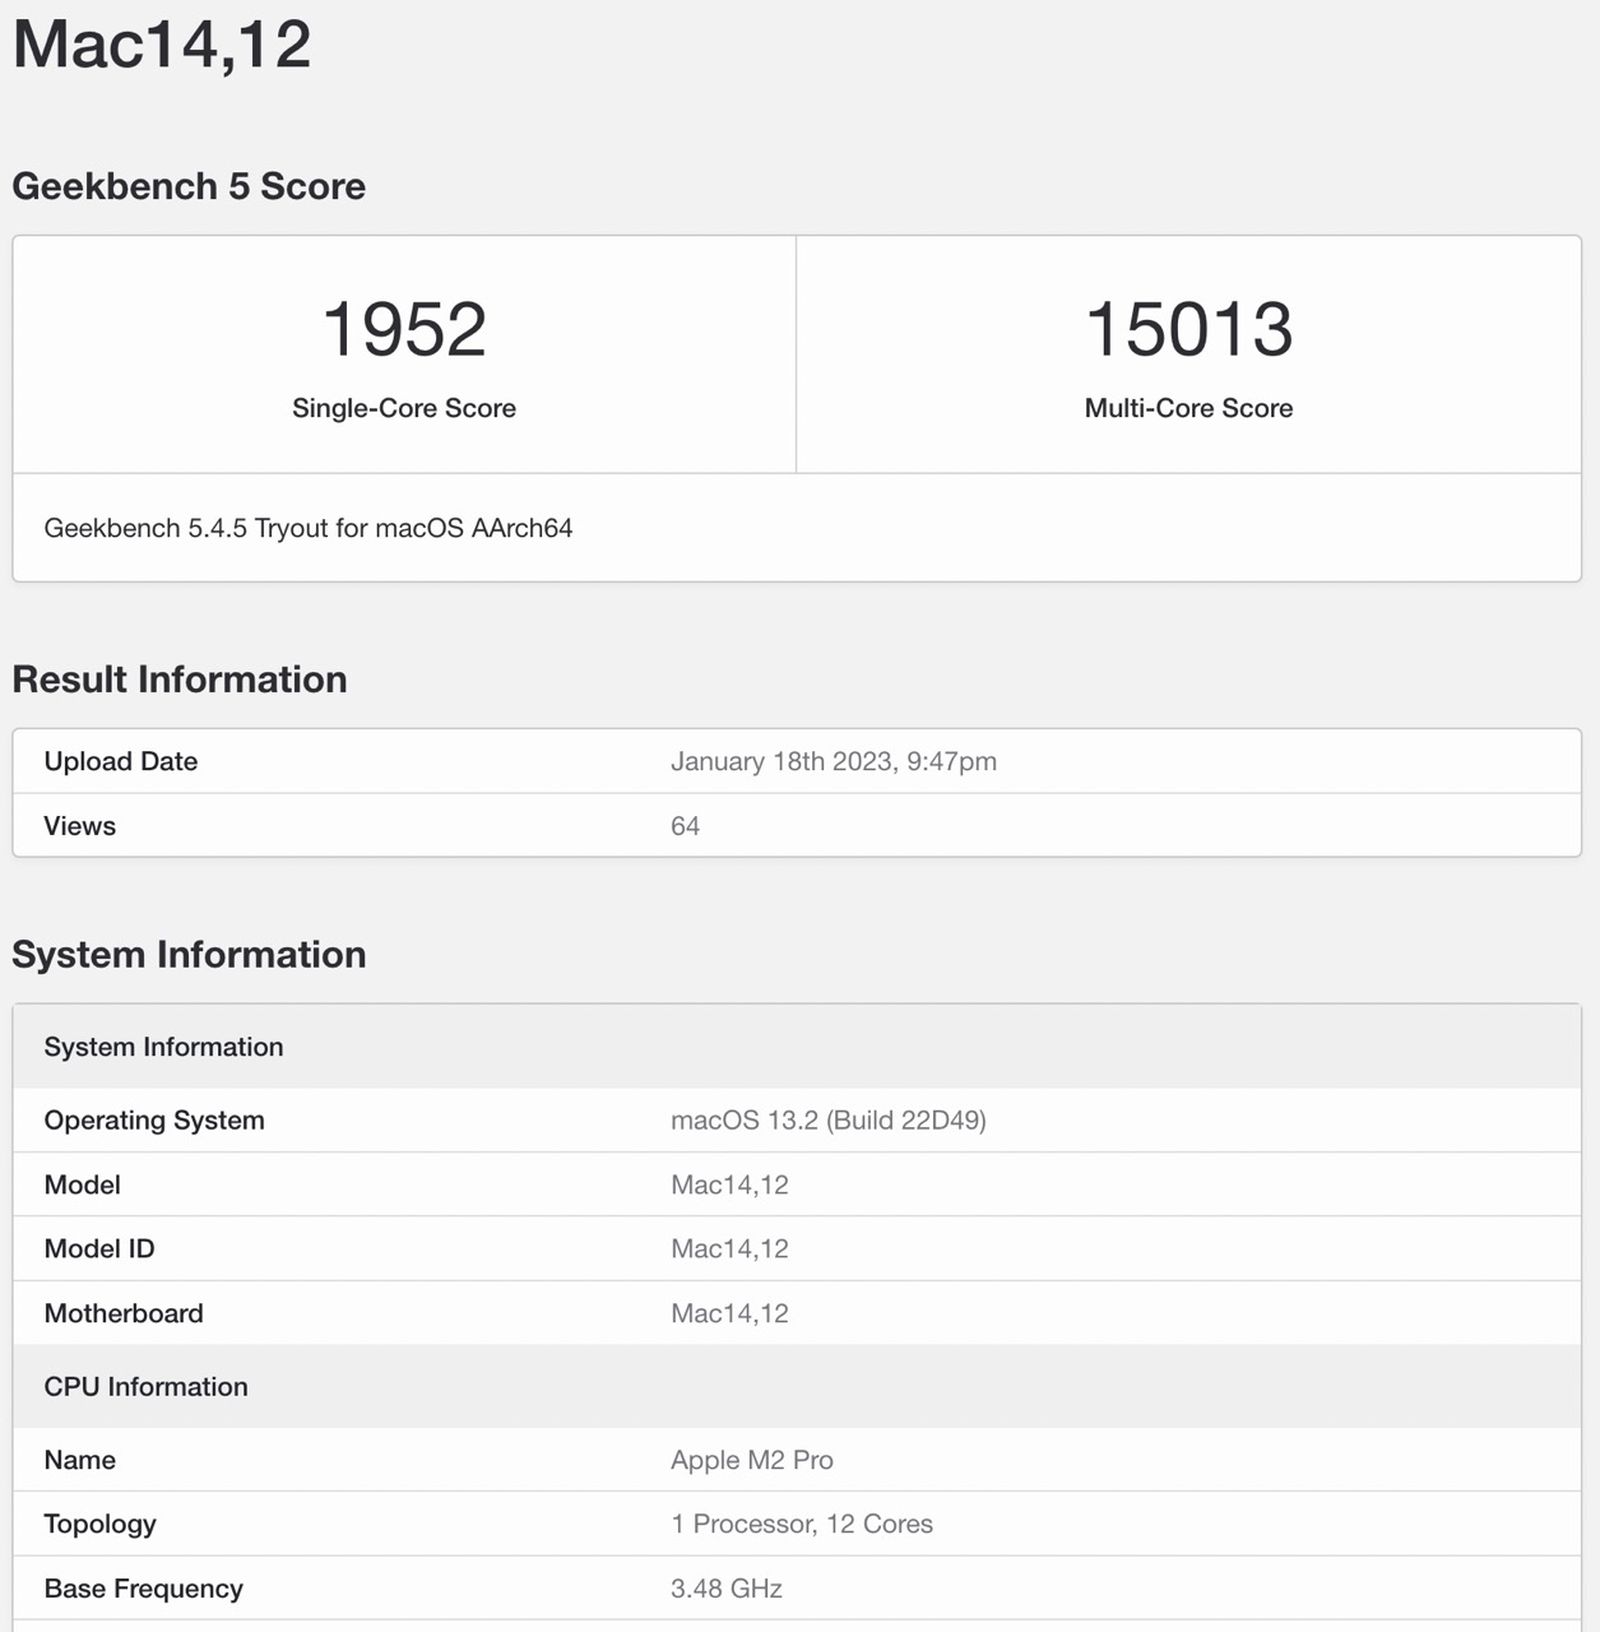 Mac14,12
Geekbench 5 Score
1952
Single-Core Score
15013
Multi-Core Score
Geekbench 5.4.5 Tryout for macOS AArch64
Result Information
Upload Date January 18th 2023, 9:47pm
Views 64
System Information
System Information
Operating System macOS 13.2 (Build 22D49)
Model Mac14,12
Model ID Mac14,12
Motherboard Mac14,12
CPU Information
Name Apple M2 Pro
Topology 1 Processor, 12 Cores
Base Frequency 3.48 GHz